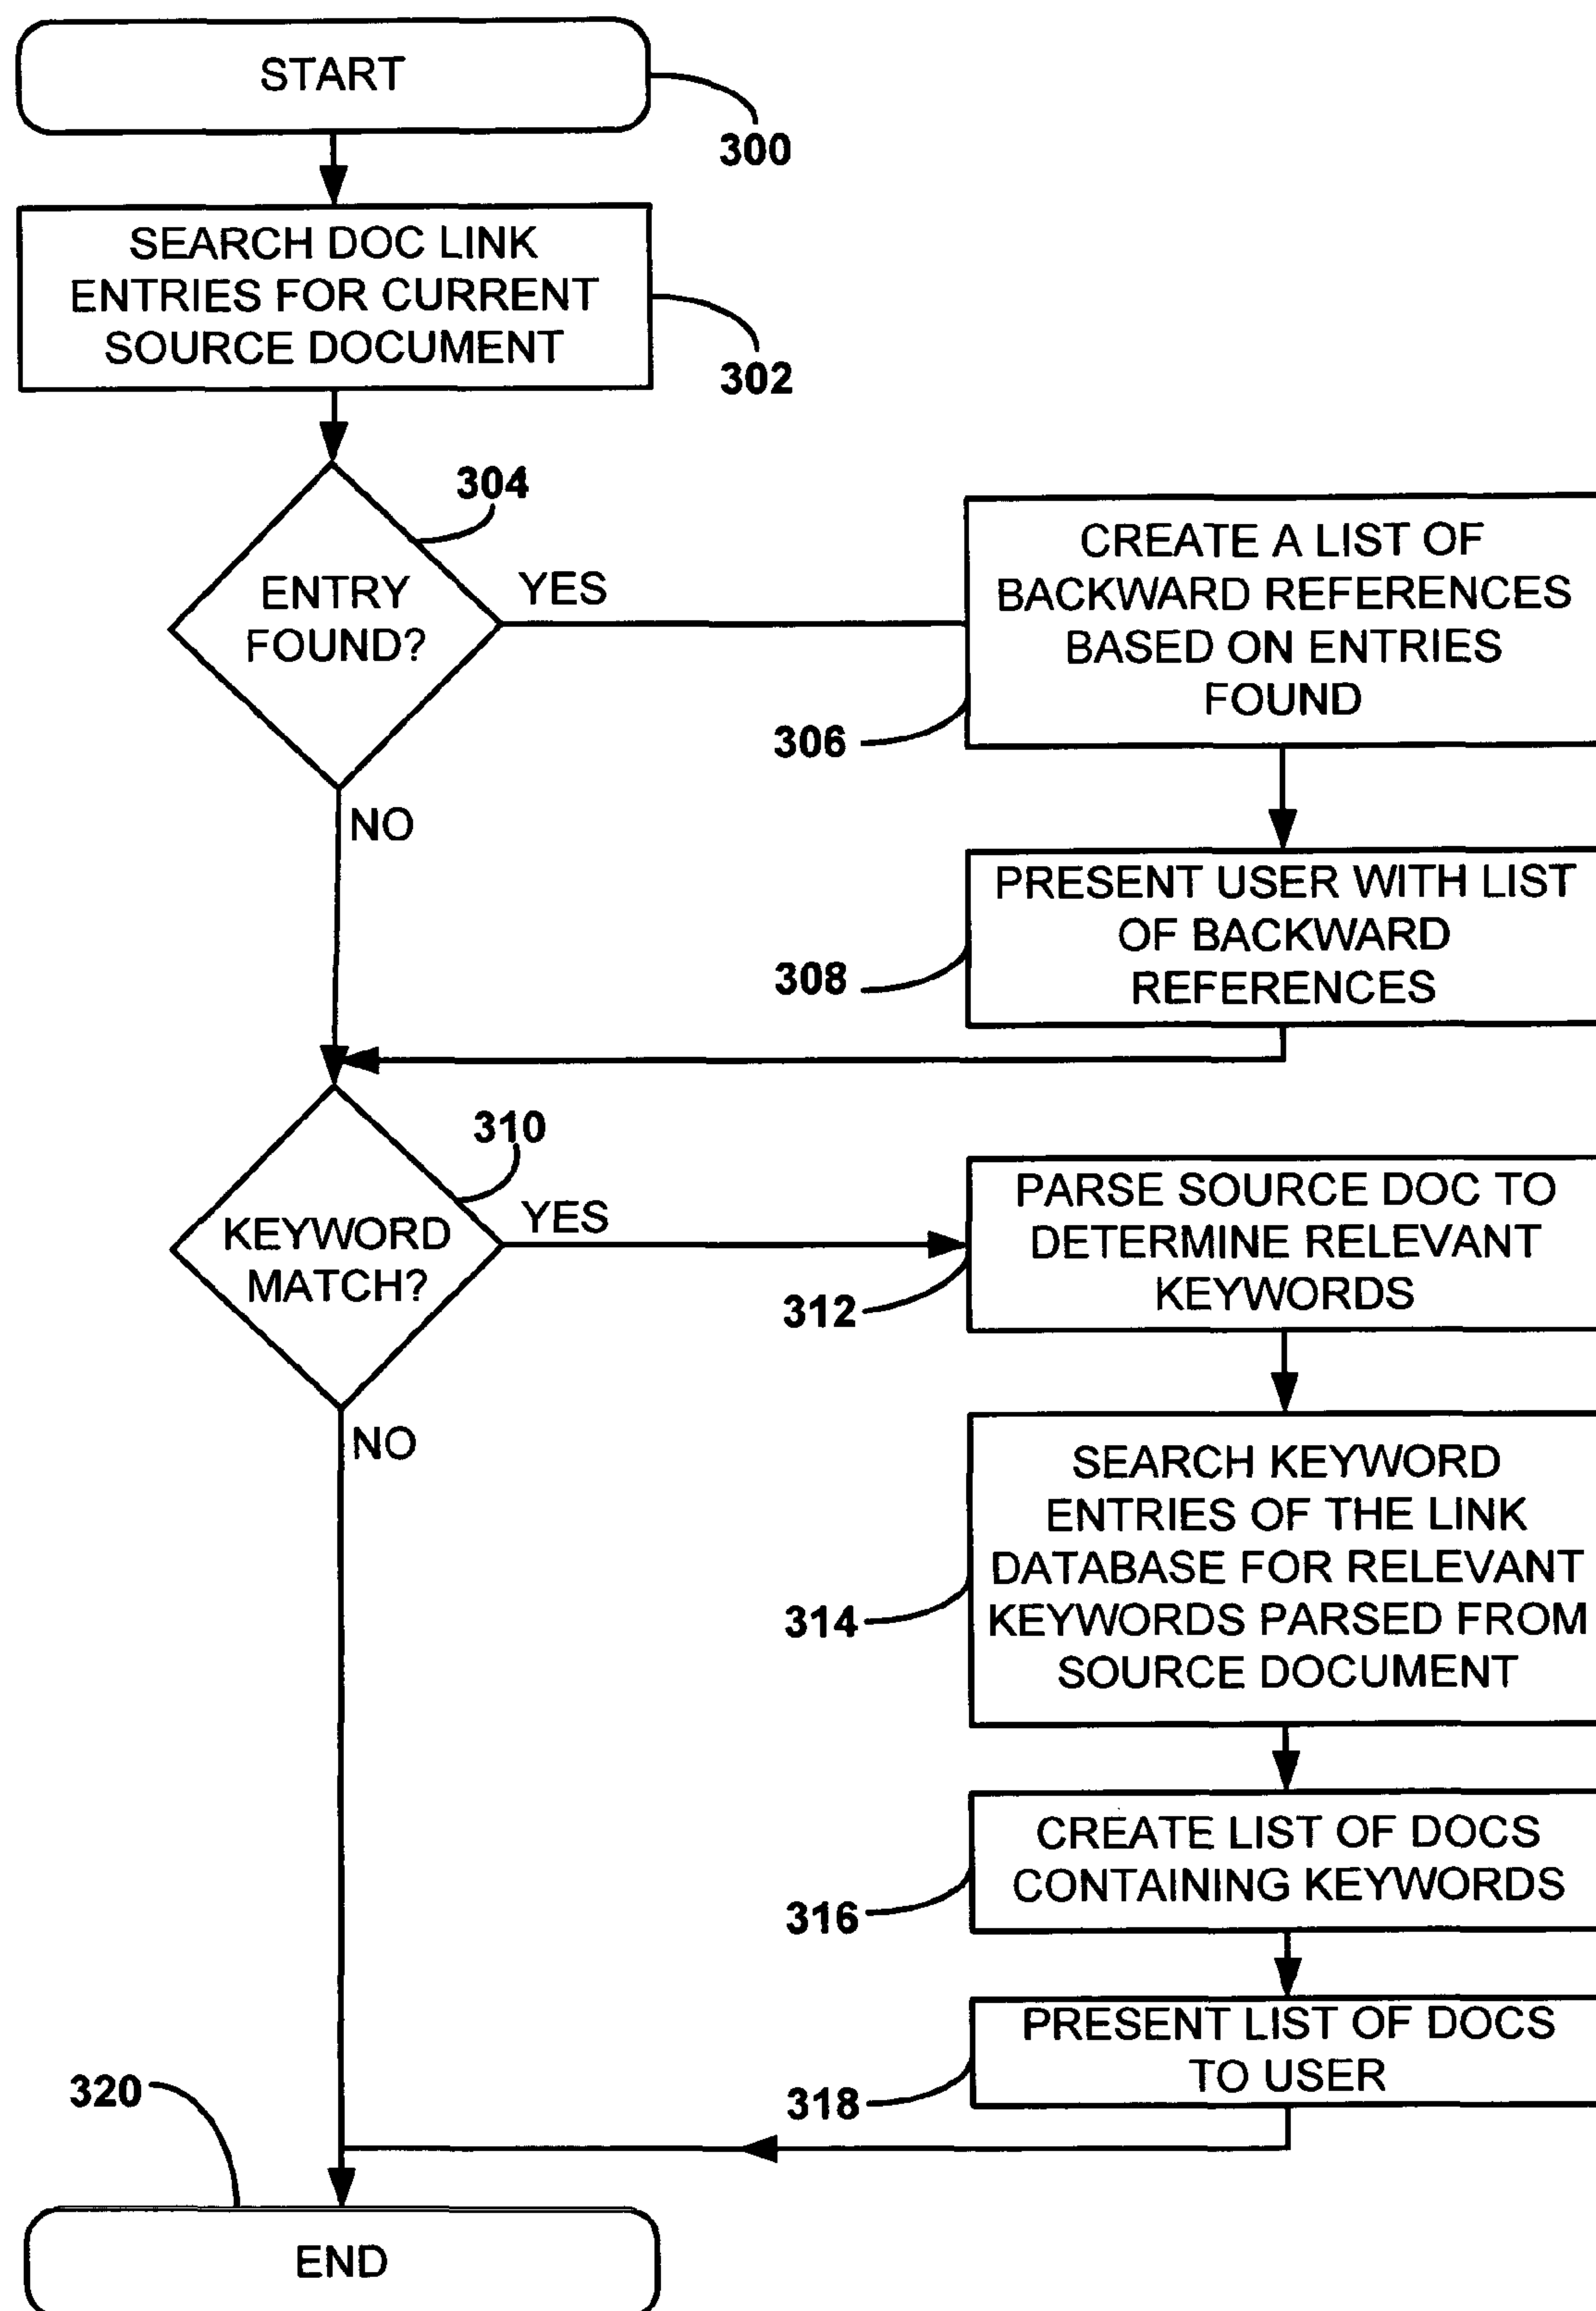 START
300
SEARCH DOC LINK
ENTRIES FOR CURRENT
SOURCE DOCUMENT
302
304
ENTRY
FOUND?
YES
NO
CREATE A LIST OF
BACKWARD REFERENCES
BASED ON ENTRIES
FOUND
306
PRESENT USER WITH LIST
OF BACKWARD
REFERENCES
308
310
KEYWORD
MATCH?
YES
NO
PARSE SOURCE DOC TO
DETERMINE RELEVANT
KEYWORDS
312
SEARCH KEYWORD
ENTRIES OF THE LINK
DATABASE FOR RELEVANT
KEYWORDS PARSED FROM
SOURCE DOCUMENT
314
CREATE LIST OF DOCS
CONTAINING KEYWORDS
316
PRESENT LIST OF DOCS
TO USER
318
320
END